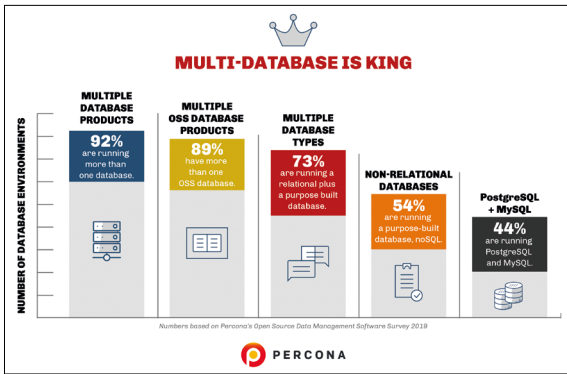 MULTI-DATABASE IS KING
NUMBER OF DATABASE ENVIRONMENTS
MULTIPLE
DATABASE
PRODUCTS
92%
are running
more than
one database.
MULTIPLE
OSS DATABASE
PRODUCTS
89%
have more
than one
OSS database.
MULTIPLE
DATABASE
TYPES
73%
are running a
relational plus
a purpose built
database.
NON-RELATIONAL
DATABASES
54%
are running
a purpose-built
database, noSQL.
PostgreSQL
+ MySQL
44%
are running
PostgreSQL
and MySQL.
Numbers based on Percona's Open Source Data Management Software Survey 2019
PERCONA